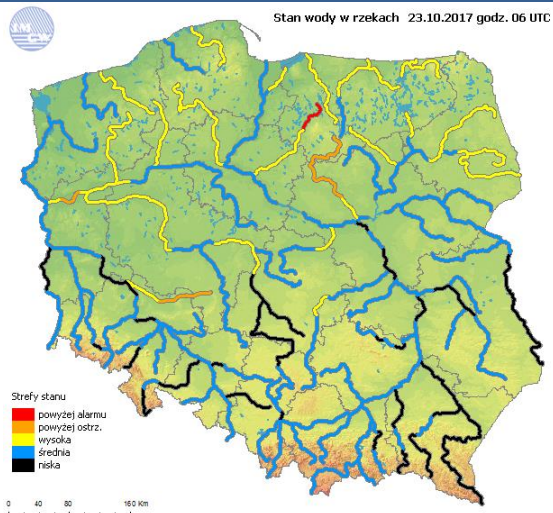 Stan wody w rzekach 23.10.2017 godz. 06 UTC
Strefy stanu
powyżej alarmu
powyżej ostrz.
wysoka
średnia
niska
0 40 80 160 Km